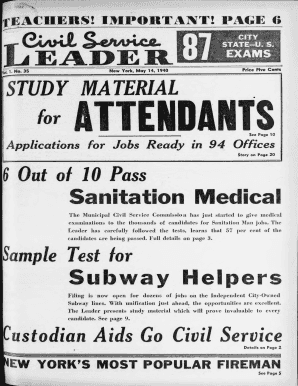 TEACHERS! IMPORTANT! PAGE 6
Civil Service
LEADER
87 CITY
STATE—U. S.
EXAMS
Vol. 1. No. 35 New York, May 14, 1940 Price Five Cents
STUDY MATERIAL
for ATTENDANTS
See Page 10
Applications for Jobs Ready in 94 Offices
Story on Page 20
6 Out of 10 Pass
Sanitation Medical
The Municipal Civil Service Commission has just started to give medical
examinations to the thousands of candidates for Sanitation Man jobs. The
Leader has carefully followed the tests, learns that 57 per cent of the
candidates are being passed. Full details on page 3.
Sample Test for
Subway Helpers
Filing is now open for dozens of jobs on the Independent City-Owned
Subway lines. With unification just ahead, the opportunities are excellent.
The Leader presents study material which will prove invaluable to every
candidate. See page 9.
Custodian Aids Go Civil Service
Details on Page 2
NEW YORK'S MOST POPULAR FIREMAN
See Page 5